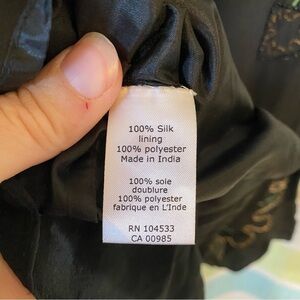 100% Silk
lining
100% polyester
Made in India
100% sole
doublure
100% polyester
fabrique en L'Inde
RN 104533
CA 00985